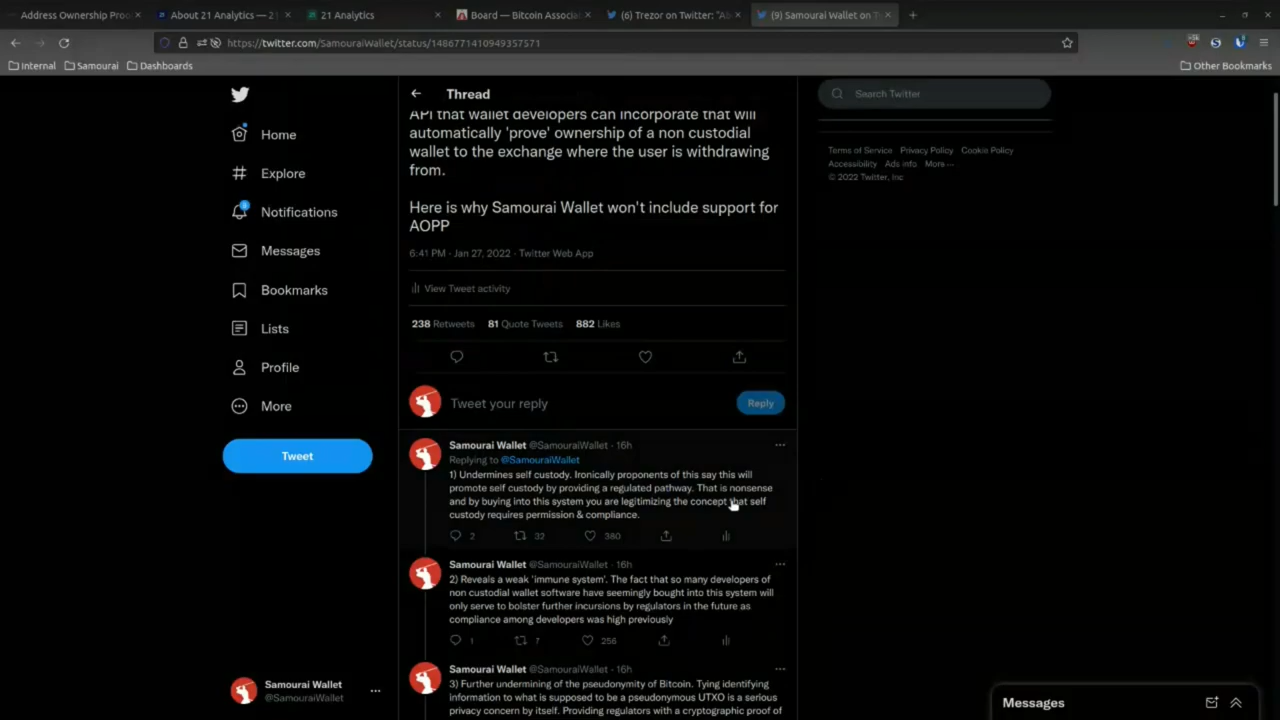 Address Ownership Proo
About 21 Analytics — 21
21 Analytics
Board — Bitcoin Associa
(6) Trezor on Twitter: "A
(9) Samourai Wallet on T
https://twitter.com/SamouraiWallet/status/1486771410949357571
Internal
Samourai
Dashboards
Other Bookmarks
Thread
Search Twitter
API that wallet developers can incorporate that will
automatically 'prove' ownership of a non custodial
wallet to the exchange where the user is withdrawing
from.
Here is why Samourai Wallet won't include support for
AOPP
6:41 PM · Jan 27, 2022 · Twitter Web App
View Tweet activity
238 Retweets 81 Quote Tweets 882 Likes
Tweet your reply
Reply
Home
Explore
Notifications
Messages
Bookmarks
Lists
Profile
More
Tweet
Terms of Service Privacy Policy Cookie Policy
Accessibility Ads info More ···
© 2022 Twitter, Inc
Samourai Wallet @SamouraiWallet · 16h
Replying to @SamouraiWallet
1) Undermines self custody. Ironically proponents of this say this will
promote self custody by providing a regulated pathway. That is nonsense
and by buying into this system you are legitimizing the concept that self
custody requires permission & compliance.
2 32 380
Samourai Wallet @SamouraiWallet · 16h
2) Reveals a weak 'immune system'. The fact that so many developers of
non custodial wallet software have seemingly bought into this system will
only serve to bolster further incursions by regulators in the future as
compliance among developers was high previously
1 7 256
Samourai Wallet @SamouraiWallet · 16h
3) Further undermining of the pseudonymity of Bitcoin. Tying identifying
information to what is supposed to be a pseudonymous UTXO is a serious
privacy concern by itself. Providing regulators with a cryptographic proof of
Samourai Wallet
@SamouraiWallet
Messages